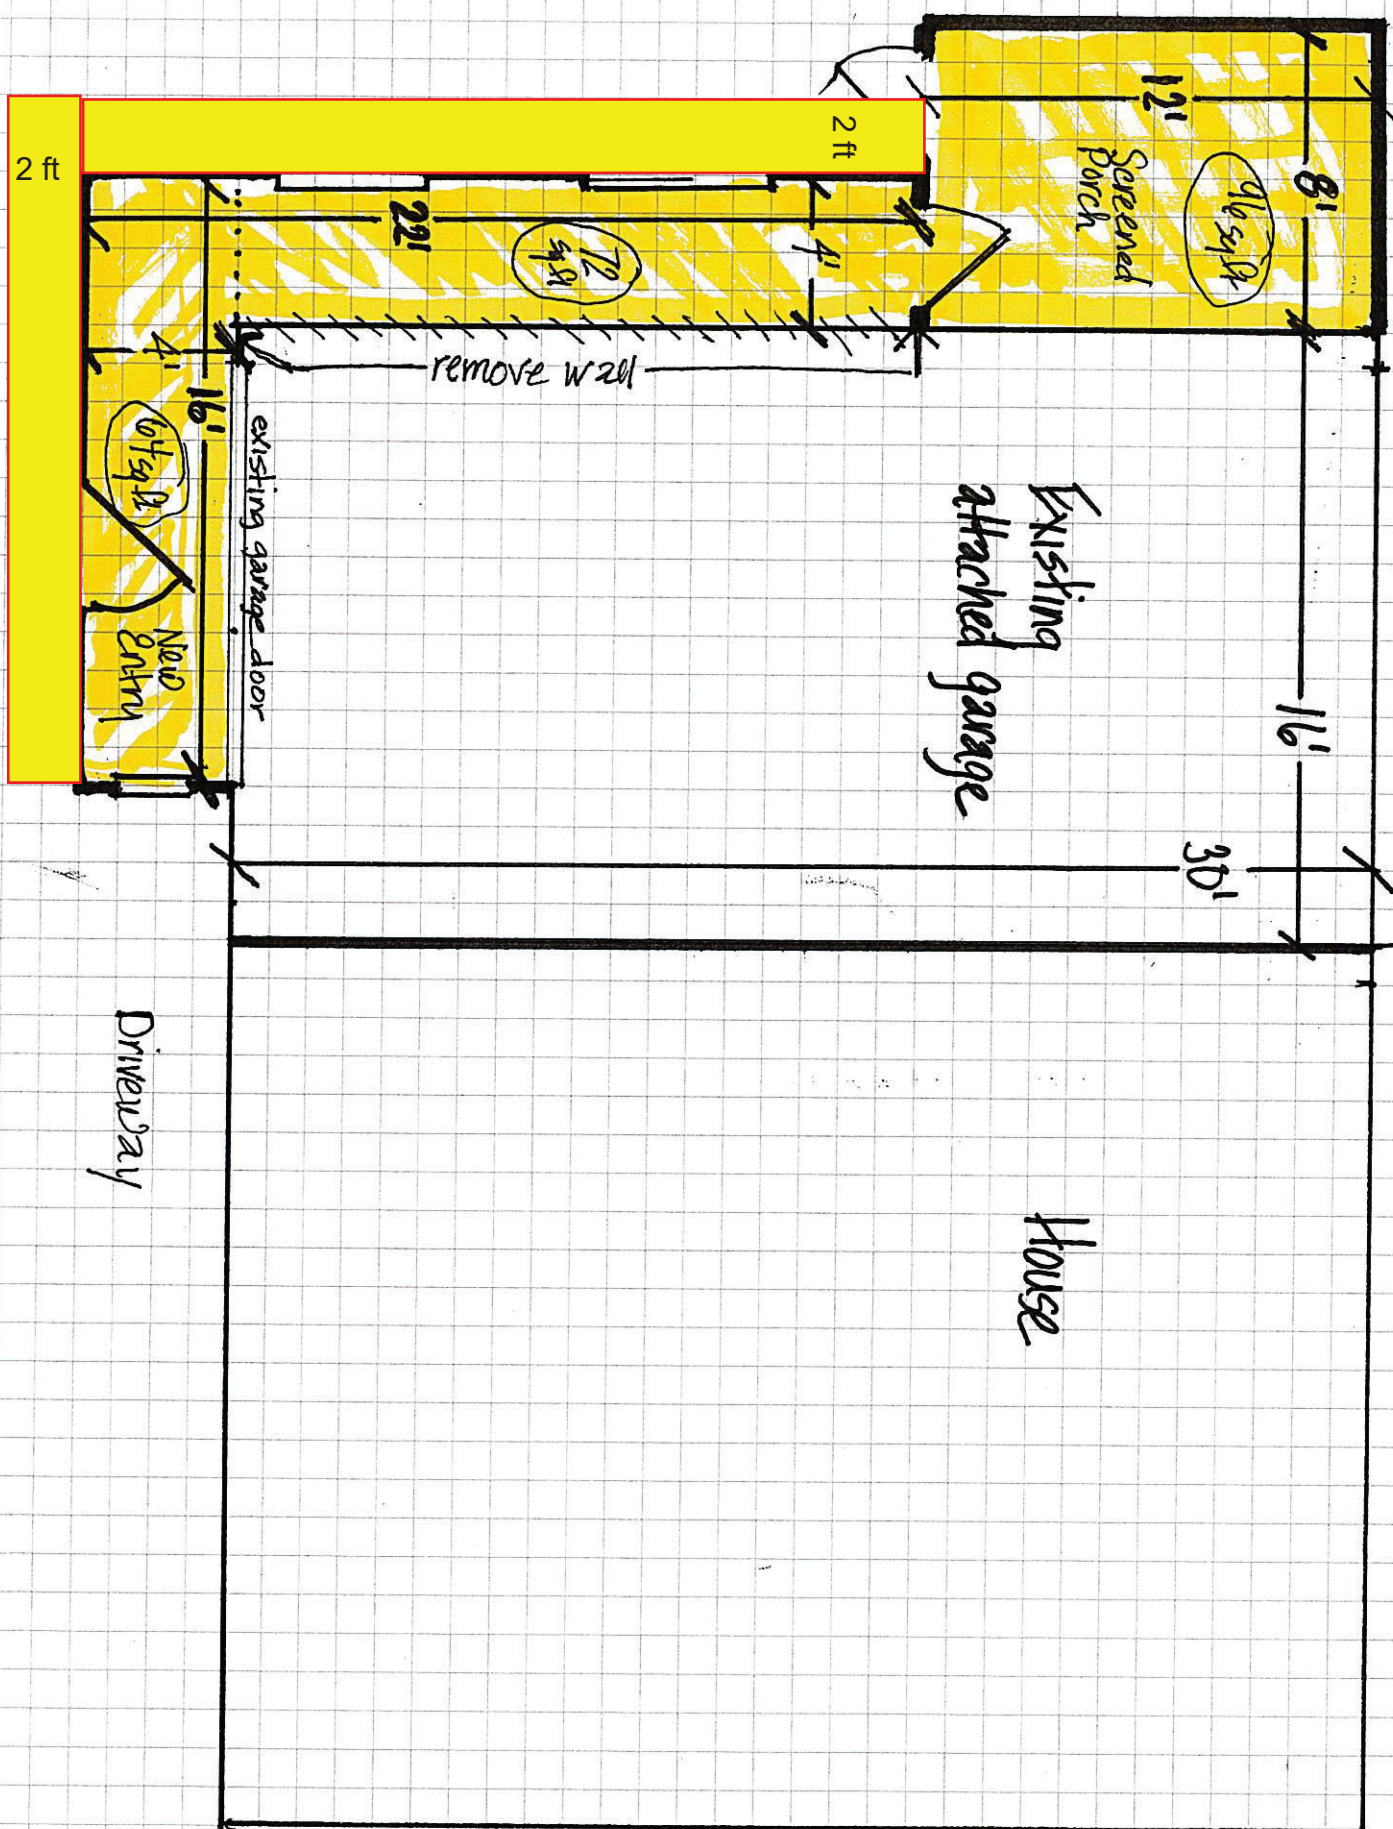 12'
8'
Screened
Porch
96 sq ft
2 ft
2 ft
22'
72
sq ft
4'
4'
16'
64 sq ft
remove wall
existing garage door
New
Entry
Existing
attached garage
16'
30'
Driveway
House